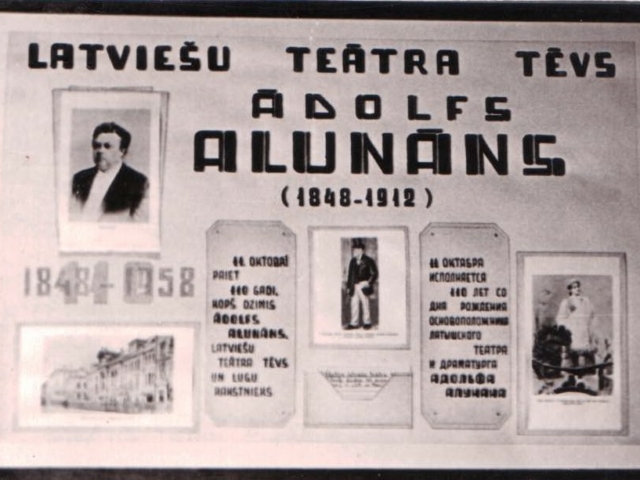 LATVIEŠU TEĀTRA TĒVS
ĀDOLFS
ALUNĀNS
(1848-1912)
1848 - 1958
11. OKTOBRĪ
PAIET
110 GADI,
KOPŠ DZIMIS
ĀDOLFS
ALUNĀNS,
LATVIEŠU
TEĀTRA TĒVS
UN LUGU
RAKSTNIEKS
11 ОКТЯБРЯ
ИСПОЛНЯЕТСЯ
110 ЛЕТ СО
ДНЯ РОЖДЕНИЯ
ОСНОВОПОЛОЖНИКА
ЛАТЫШСКОГО
ТЕАТРА
И ДРАМАТУРГА
АДОЛЬФА
АЛУНАНА